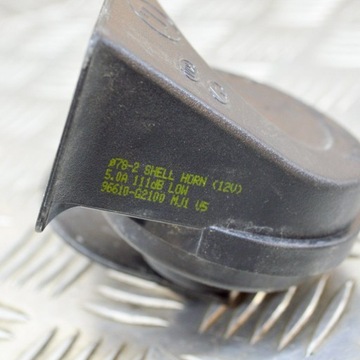 Ø78-2 SHELL HORN (12V)
5.0A 111dB LOW
96610-G2100 MJ1 V5